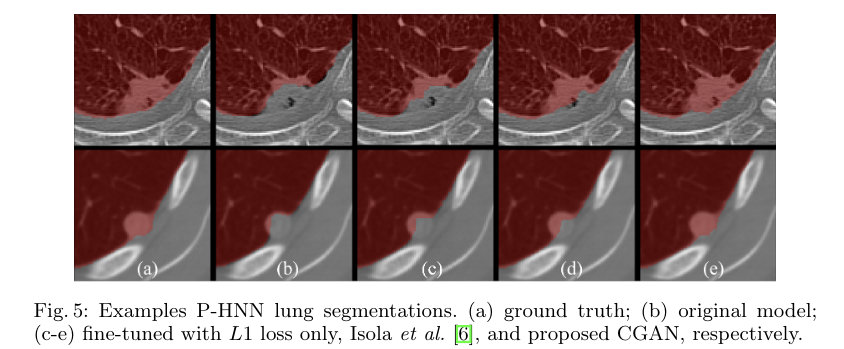 (a) (b) (c) (d) (e)
Fig. 5: Examples P-HNN lung segmentations. (a) ground truth; (b) original model;
(c-e) fine-tuned with L1 loss only, Isola et al. [6], and proposed CGAN, respectively.